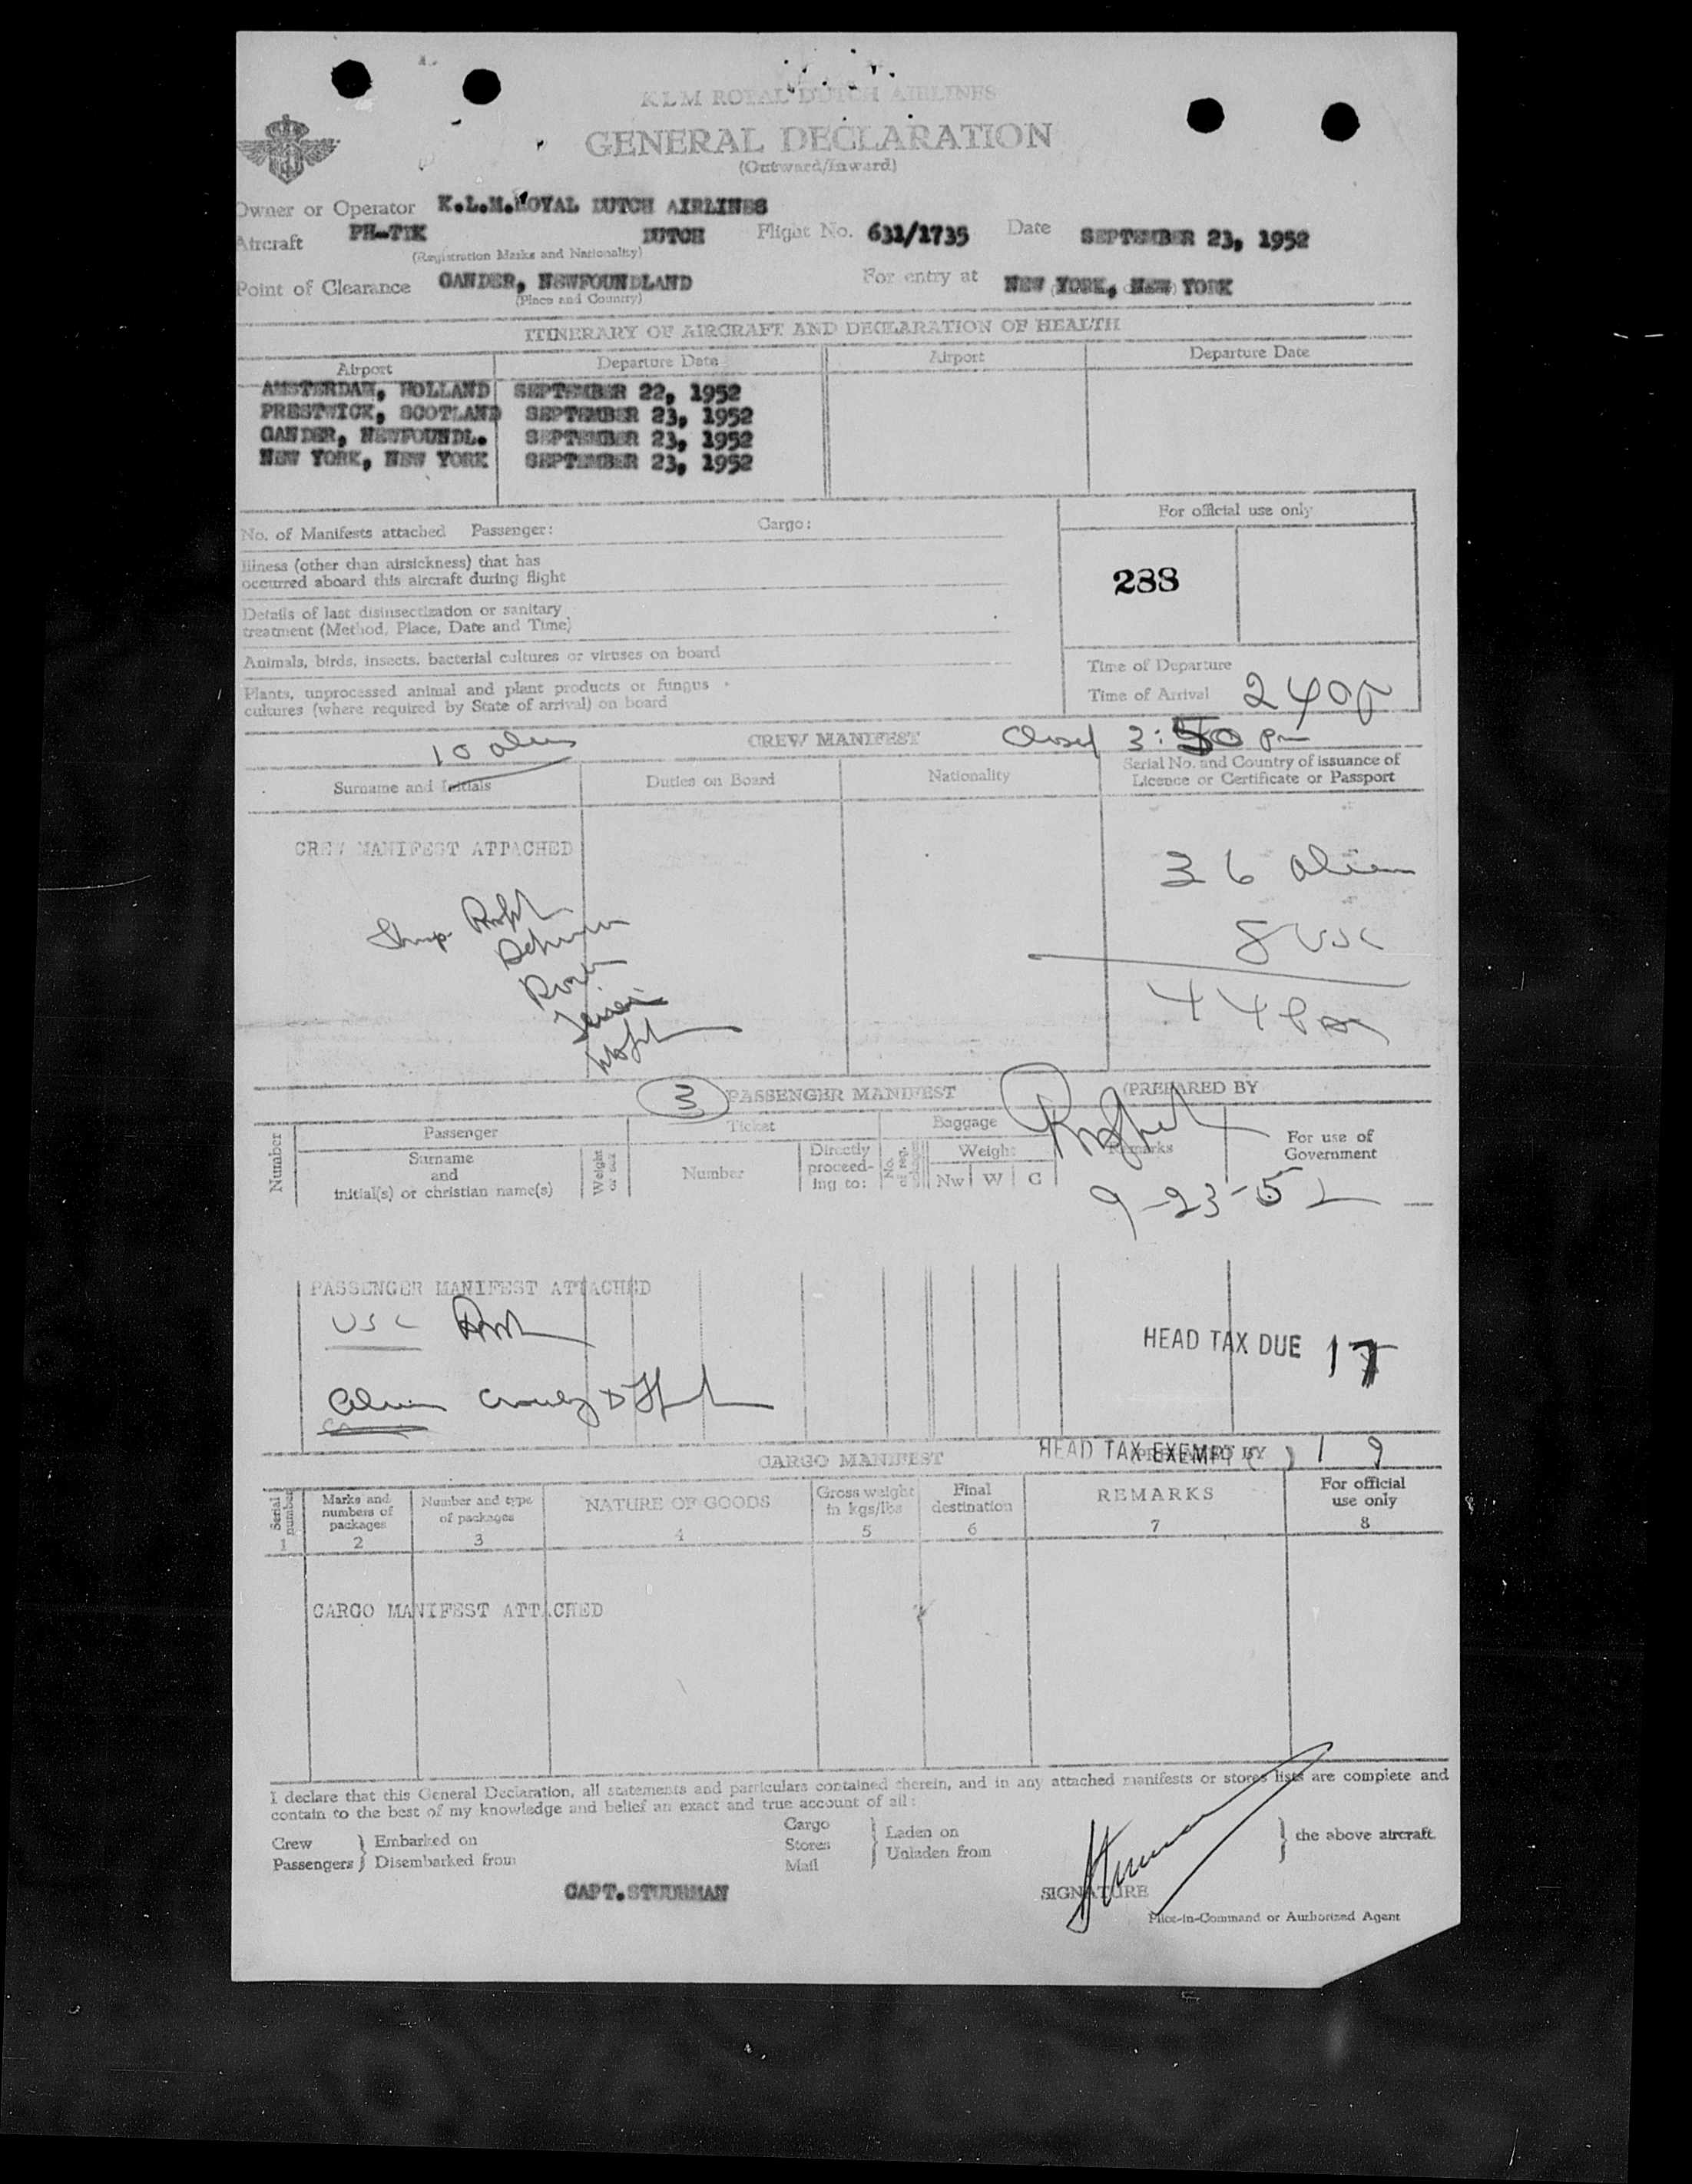 KLM ROYAL DUTCH AIRLINES
GENERAL DECLARATION
(Outward/Inward)
Owner or Operator K.L.M. ROYAL DUTCH AIRLINES
Aircraft PH-TIK DUTCH Flight No. 631/1735 Date SEPTEMBER 23, 1952
(Registration Marks and Nationality)
Point of Clearance GANDER, NEWFOUNDLAND For entry at NEW YORK, NEW YORK
(Place and Country)
ITINERARY OF AIRCRAFT AND DECLARATION OF HEALTH
Airport Departure Date Airport Departure Date
AMSTERDAM, HOLLAND SEPTEMBER 22, 1952
PRESTWICK, SCOTLAND SEPTEMBER 23, 1952
GANDER, NEWFOUNDL. SEPTEMBER 23, 1952
NEW YORK, NEW YORK SEPTEMBER 23, 1952
No. of Manifests attached Passenger: Cargo: For official use only
Illness (other than airsickness) that has
occurred aboard this aircraft during flight
288
Details of last disinsectization or sanitary
treatment (Method, Place, Date and Time)
Animals, birds, insects, bacterial cultures or viruses on board
Time of Departure
Plants, unprocessed animal and plant products or fungus
cultures (where required by State of arrival) on board
Time of Arrival 240p
10 alien CREW MANIFEST Closed 3:50 pm
Surname and Initials Duties on Board Nationality Serial No. and Country of issuance of
Licence or Certificate or Passport
CREW MANIFEST ATTACHED
36 alien
8 USC
44 pax
3 PASSENGER MANIFEST (PREPARED BY
Number Passenger Ticket Baggage Remarks For use of
Government
Surname
and
initial(s) or christian name(s)
Weight Number Directly
proceed-
ing to:
No. Weight
Nw W C
9-23-52
PASSENGER MANIFEST ATTACHED
USC
HEAD TAX DUE 17
Alien
CARGO MANIFEST HEAD TAX EXEMPT ( ) 19
PREPARED BY
Serial
number
Marks and
numbers of
packages
Number and type
of packages
NATURE OF GOODS Gross weight
in kgs/lbs
Final
destination
REMARKS For official
use only
1 2 3 4 5 6 7 8
CARGO MANIFEST ATTACHED
I declare that this General Declaration, all statements and particulars contained therein, and in any attached manifests or stores lists are complete and
contain to the best of my knowledge and belief an exact and true account of all:
Crew
Passengers
Embarked on
Disembarked from
Cargo
Stores
Mail
Laden on
Unladen from
the above aircraft.
CAPT. STUURMAN SIGNATURE
Pilot-in-Command or Authorized Agent